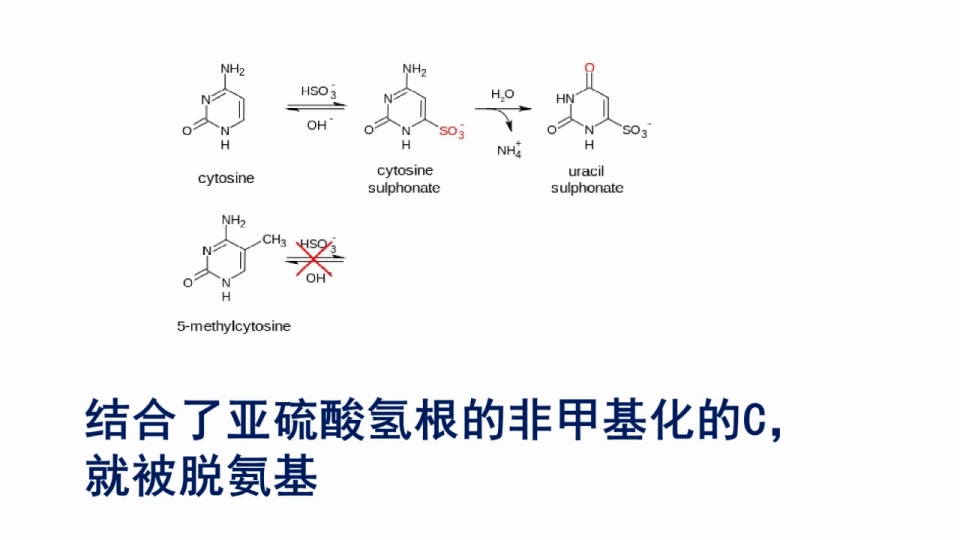 NH₂
N
O
N
H
cytosine
HSO₃⁻
OH⁻
NH₂
N
O
N
H
SO₃⁻
cytosine
sulphonate
H₂O
NH₄⁺
O
HN
O
N
H
SO₃⁻
uracil
sulphonate
NH₂
CH₃
N
O
N
H
5-methylcytosine
HSO₃⁻
OH
结合了亚硫酸氢根的非甲基化的C，
就被脱氨基